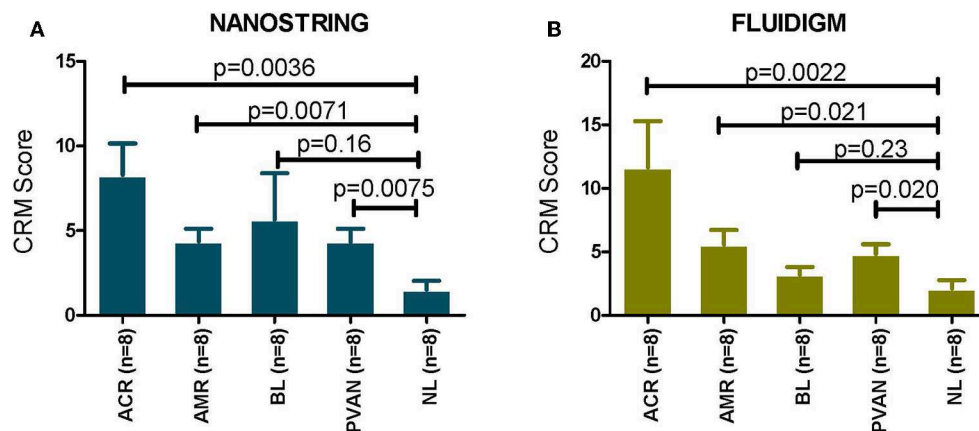 A
NANOSTRING
15
10
5
0
CRM Score
p=0.0036
p=0.0071
p=0.16
p=0.0075
ACR (n=8)
AMR (n=8)
BL (n=8)
PVAN (n=8)
NL (n=8)
B
FLUIDIGM
20
15
10
5
0
CRM Score
p=0.0022
p=0.021
p=0.23
p=0.020
ACR (n=8)
AMR (n=8)
BL (n=8)
PVAN (n=8)
NL (n=8)